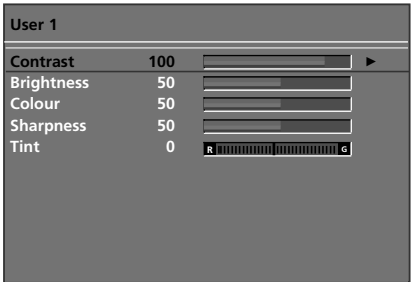 User 1
Contrast 100
Brightness 50
Colour 50
Sharpness 50
Tint 0 R G